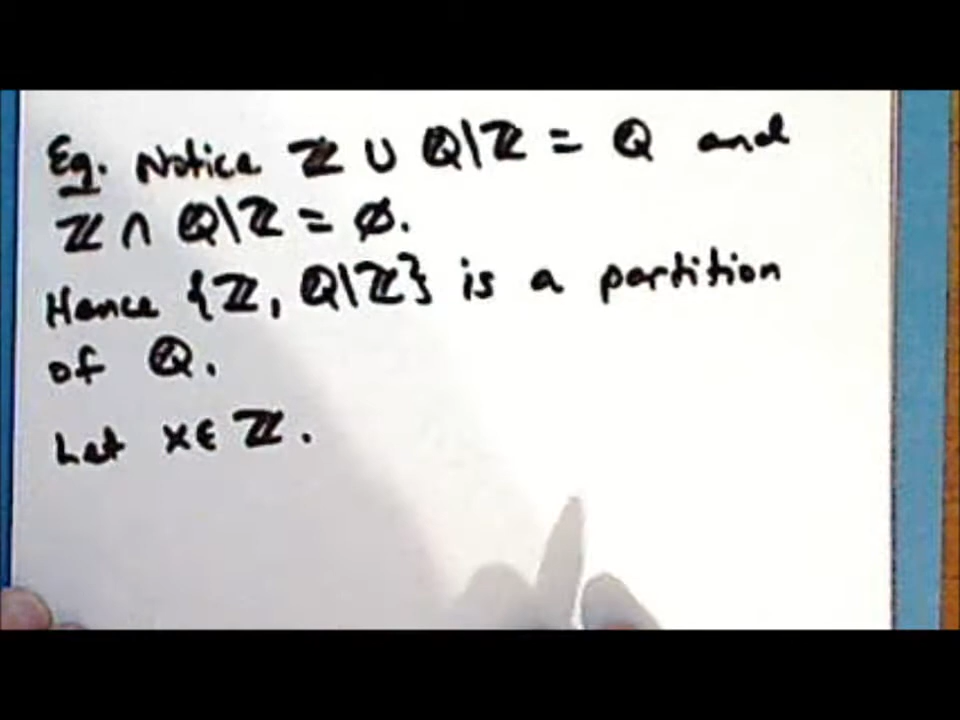 Eg. Notice ℤ ∪ ℚ\ℤ = ℚ and
ℤ ∩ ℚ\ℤ = ∅.
Hence {ℤ, ℚ\ℤ} is a partition
of ℚ.
Let x ∈ ℤ.